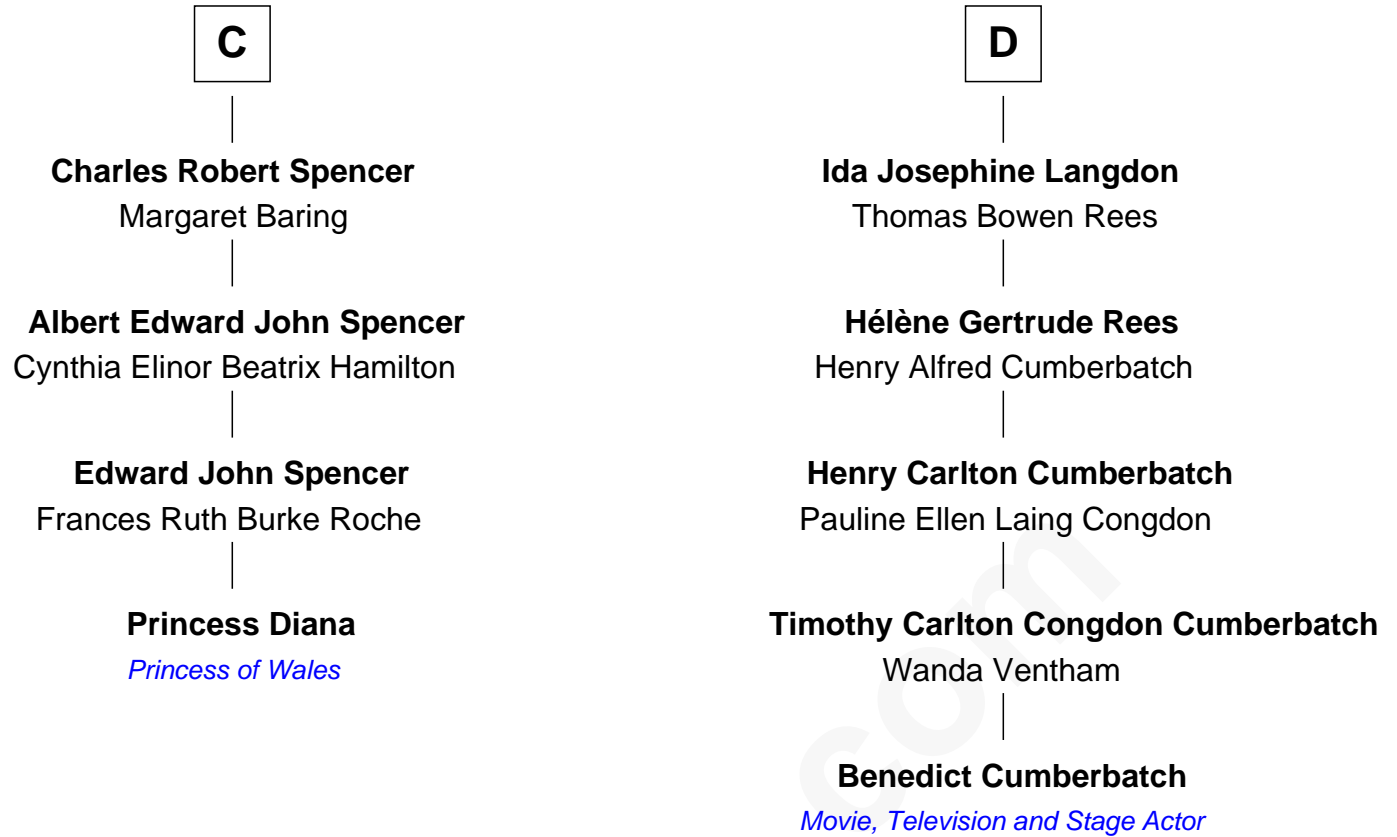 C
Charles Robert Spencer
Margaret Baring
Albert Edward John Spencer
Cynthia Elinor Beatrix Hamilton
Edward John Spencer
Frances Ruth Burke Roche
Princess Diana
Princess of Wales
D
Ida Josephine Langdon
Thomas Bowen Rees
Hélène Gertrude Rees
Henry Alfred Cumberbatch
Henry Carlton Cumberbatch
Pauline Ellen Laing Congdon
Timothy Carlton Congdon Cumberbatch
Wanda Ventham
Benedict Cumberbatch
Movie, Television and Stage Actor
com